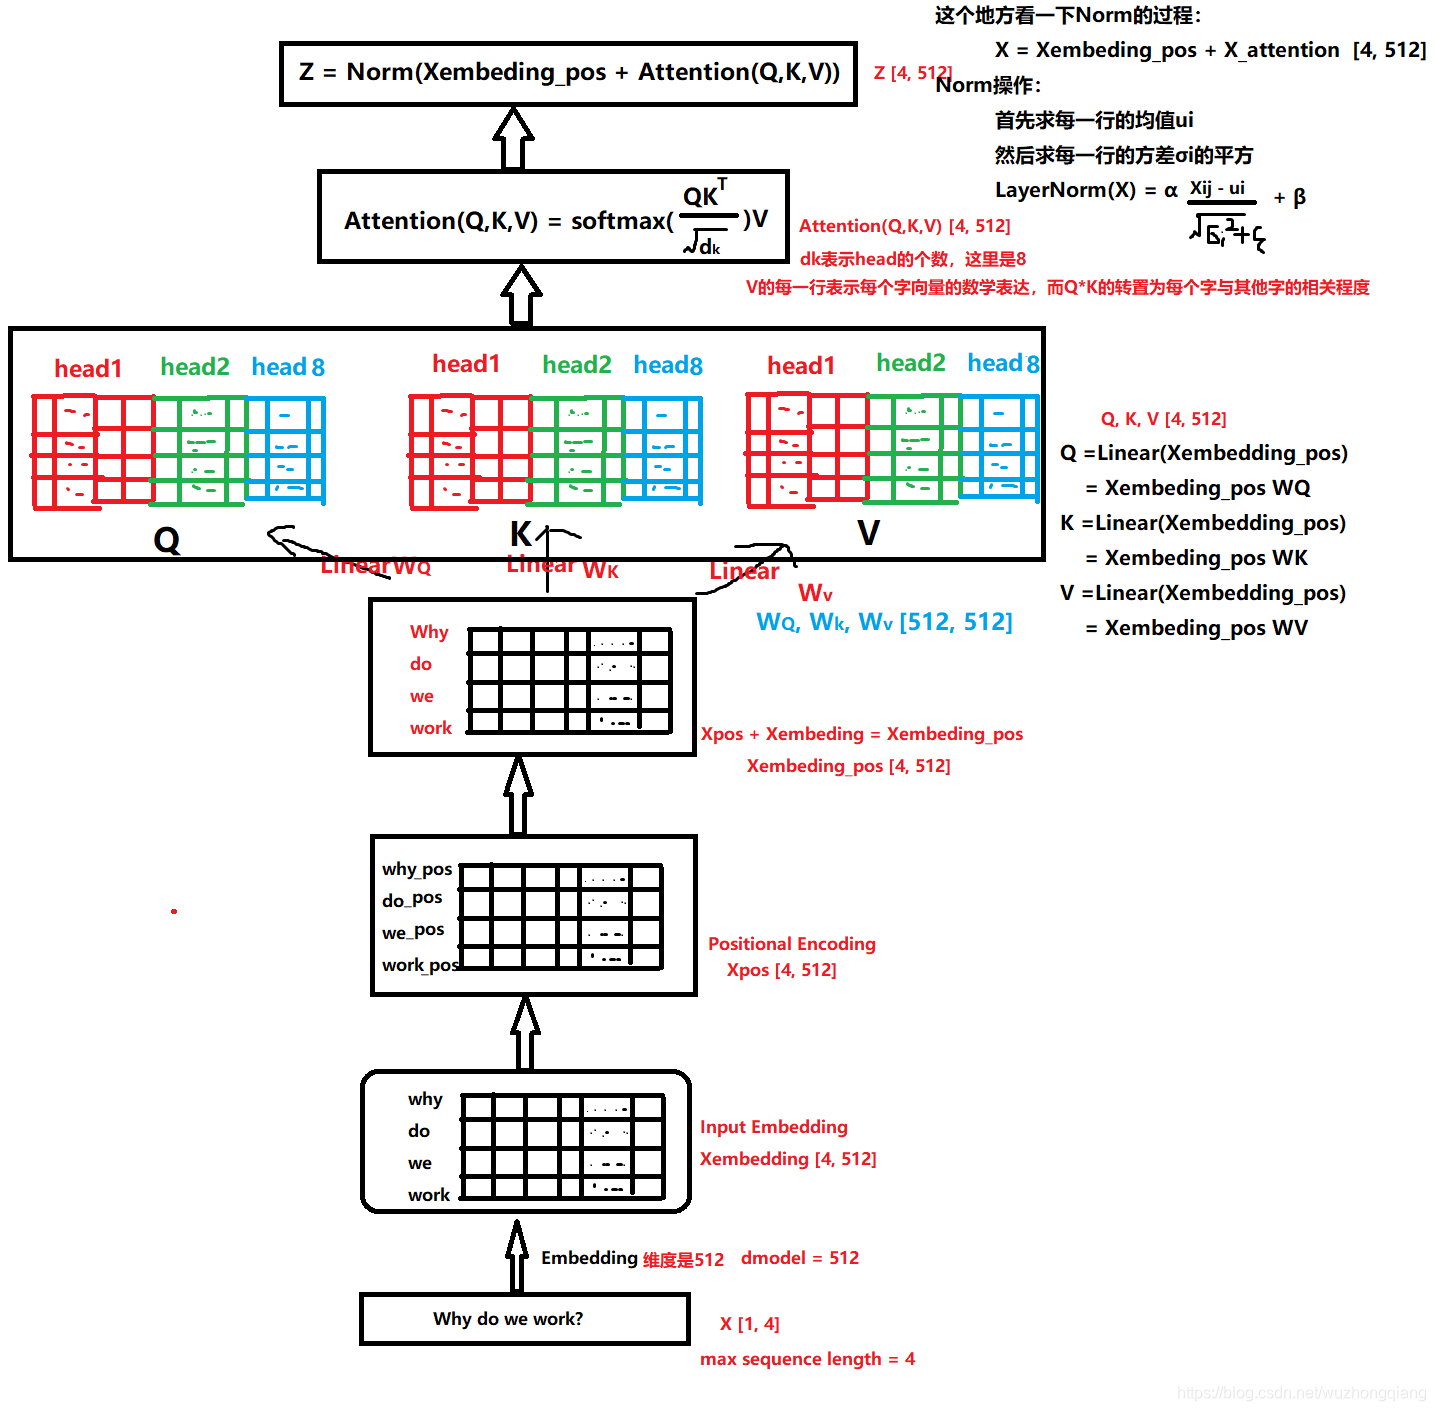 这个地方看一下Norm的过程：
X = Xembeding_pos + X_attention [4, 512]
Z = Norm(Xembeding_pos + Attention(Q,K,V))
Z [4, 512]
Norm操作：
首先求每一行的均值ui
然后求每一行的方差σi的平方
LayerNorm(X) = α (Xij - ui) / √(σi² + ξ) + β
Attention(Q,K,V) = softmax(QK^T / √dk)V
Attention(Q,K,V) [4, 512]
dk表示head的个数，这里是8
V的每一行表示每个字向量的数学表达，而Q*K的转置为每个字与其他字的相关程度
head1 head2 head 8
head1 head2 head8
head1 head2 head 8
Q K V
Q, K, V [4, 512]
Q =Linear(Xembedding_pos)
= Xembeding_pos WQ
K =Linear(Xembedding_pos)
= Xembeding_pos WK
V =Linear(Xembedding_pos)
= Xembeding_pos WV
Linear WQ
Linear WK
Linear
Wv
WQ, Wk, Wv [512, 512]
Why
do
we
work
Xpos + Xembeding = Xembeding_pos
Xembeding_pos [4, 512]
why_pos
do_pos
we_pos
work_pos
Positional Encoding
Xpos [4, 512]
why
do
we
work
Input Embedding
Xembedding [4, 512]
Embedding 维度是512 dmodel = 512
Why do we work?
X [1, 4]
max sequence length = 4
https://blog.csdn.net/wuzhongqiang